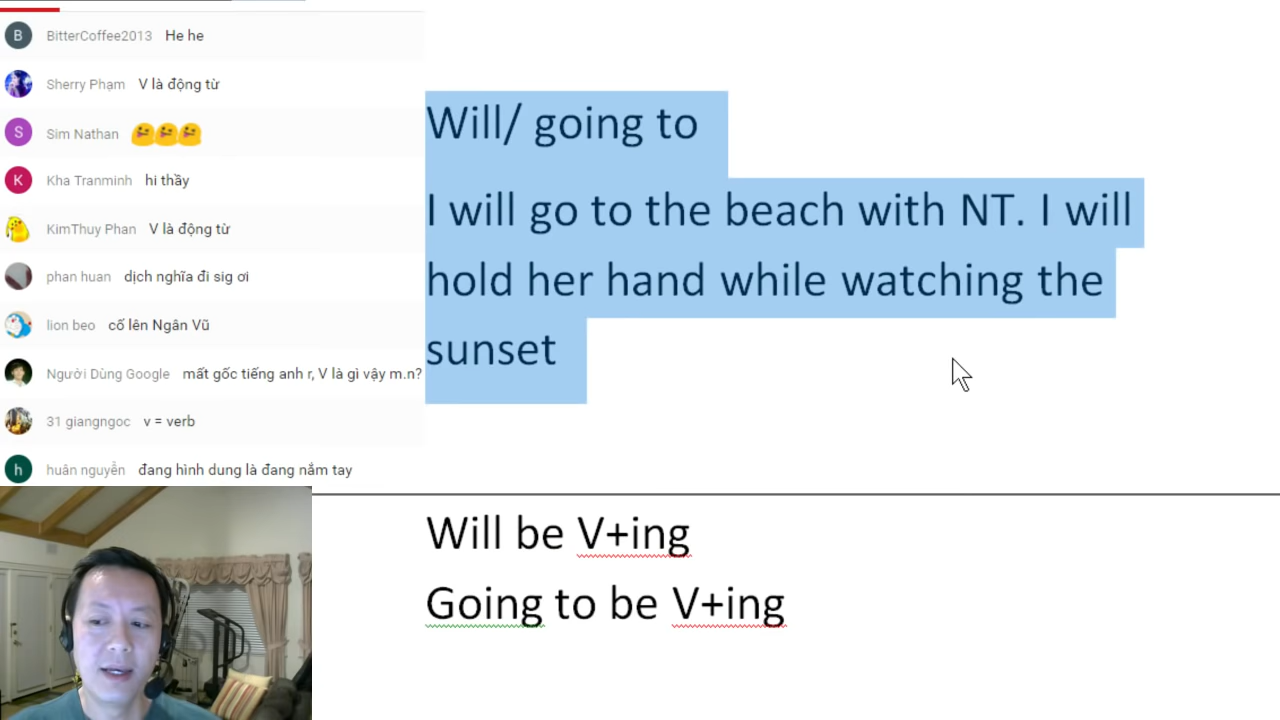 B BitterCoffee2013 He he
Sherry Phạm V là động từ
S Sim Nathan
K Kha Tranminh hi thầy
KimThuy Phan V là động từ
phan huan dịch nghĩa đi sig ơi
lion beo cố lên Ngân Vũ
Người Dùng Google mất gốc tiếng anh r, V là gì vậy m.n?
31 giangngoc v = verb
h huân nguyễn đang hình dung là đang nắm tay
Will/ going to
I will go to the beach with NT. I will
hold her hand while watching the
sunset
Will be V+ing
Going to be V+ing